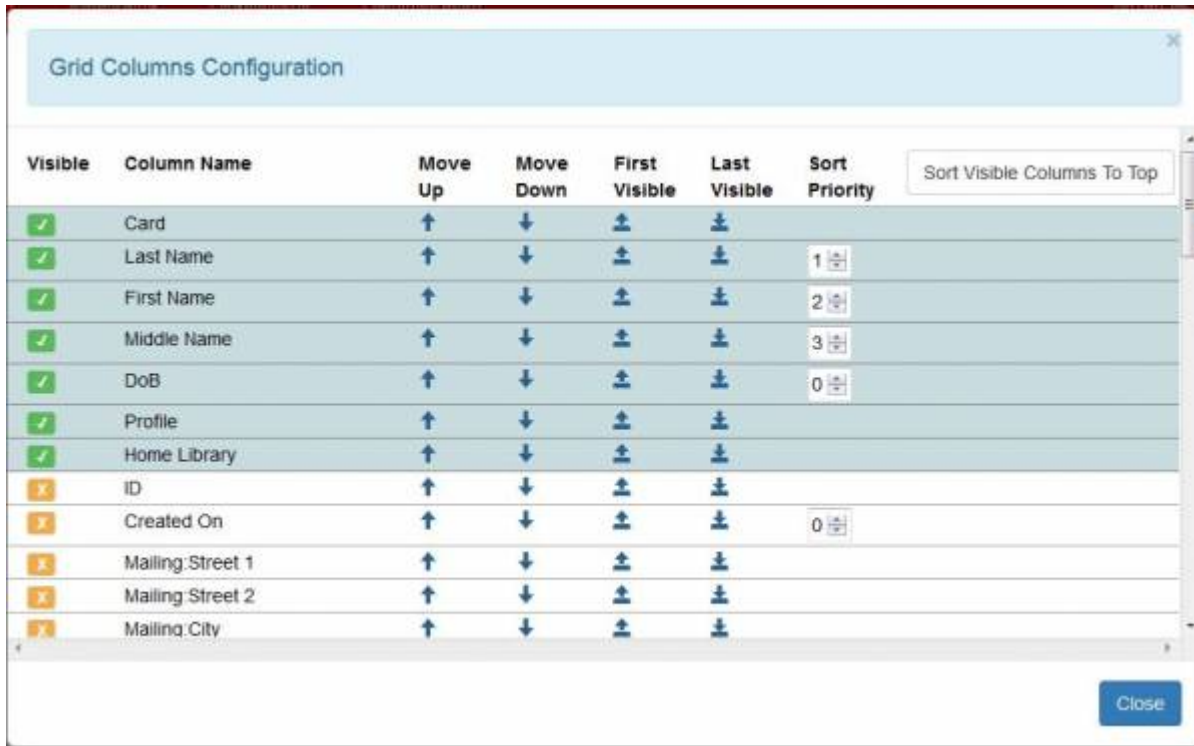 Grid Columns Configuration
Visible Column Name Move Up Move Down First Visible Last Visible Sort Priority Sort Visible Columns To Top
Card
Last Name 1
First Name 2
Middle Name 3
DoB 0
Profile
Home Library
ID
Created On 0
Mailing:Street 1
Mailing:Street 2
Mailing:City
Close